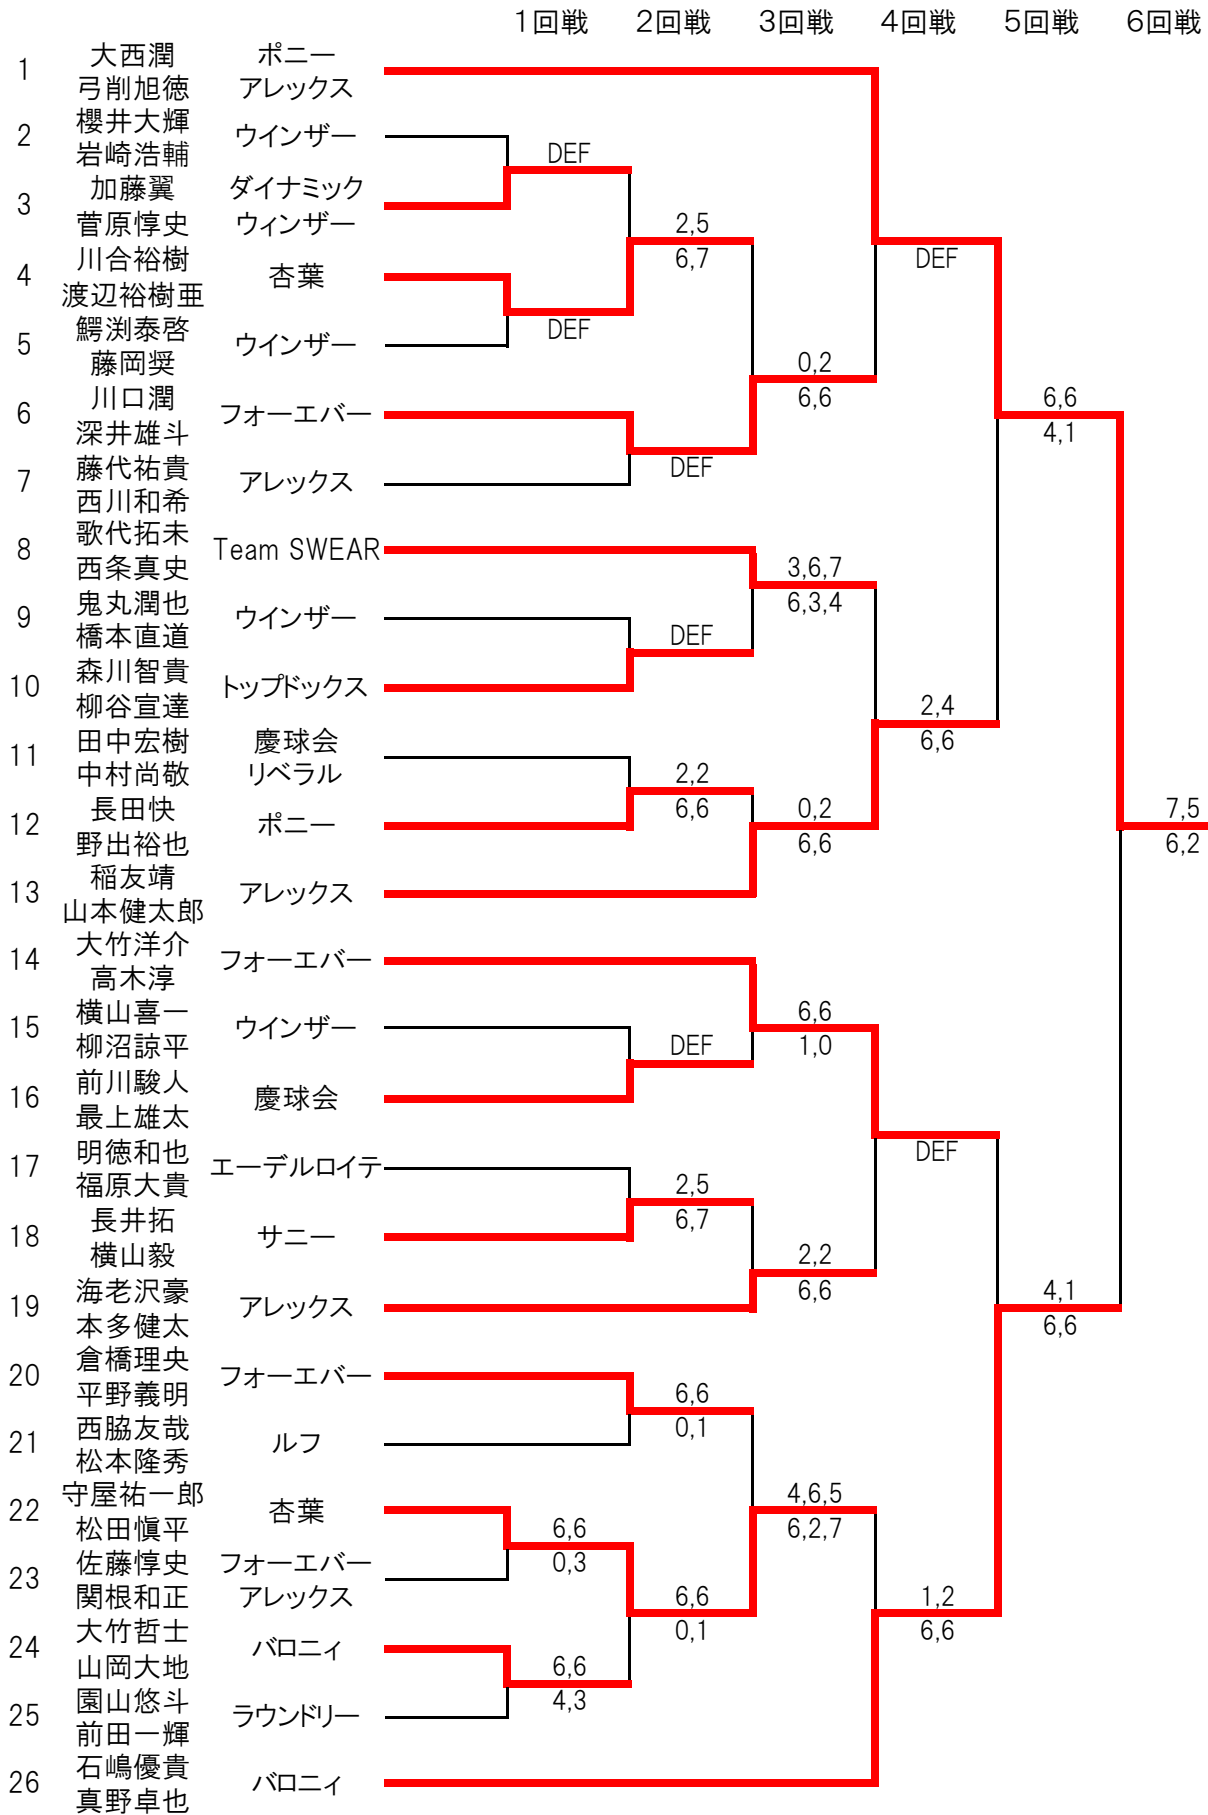 1回戦 2回戦 3回戦 4回戦 5回戦 6回戦
1 大西潤 ポニー
弓削旭徳 アレックス
2 櫻井大輝 ウインザー
岩崎浩輔
DEF
3 加藤翼 ダイナミック
菅原惇史 ウィンザー
2,5
6,7
DEF
4 川合裕樹 杏葉
渡辺裕樹亜
5 鰐渕泰啓 ウインザー
藤岡奨
DEF
0,2
6,6
6 川口潤 フォーエバー
深井雄斗
6,6
4,1
7 藤代祐貴 アレックス
西川和希
DEF
8 歌代拓未 Team SWEAR
西条真史
3,6,7
6,3,4
9 鬼丸潤也 ウインザー
橋本直道
DEF
10 森川智貴 トップドックス
柳谷宣達
2,4
6,6
11 田中宏樹 慶球会
中村尚敬 リベラル
2,2
6,6
12 長田快 ポニー
野出裕也
0,2
6,6
7,5
6,2
13 稲友靖 アレックス
山本健太郎
14 大竹洋介 フォーエバー
高木淳
15 横山喜一 ウインザー
柳沼諒平
6,6
1,0
DEF
16 前川駿人 慶球会
最上雄太
17 明徳和也 エーデルロイテ
福原大貴
DEF
2,5
6,7
18 長井拓 サニー
横山毅
2,2
6,6
19 海老沢豪 アレックス
本多健太
4,1
6,6
20 倉橋理央 フォーエバー
平野義明
6,6
0,1
21 西脇友哉 ルフ
松本隆秀
22 守屋祐一郎 杏葉
松田愼平
4,6,5
6,2,7
6,6
0,3
23 佐藤惇史 フォーエバー
関根和正 アレックス
6,6
0,1
1,2
6,6
24 大竹哲士 バロニィ
山岡大地
6,6
4,3
25 園山悠斗 ラウンドリー
前田一輝
26 石嶋優貴 バロニィ
真野卓也